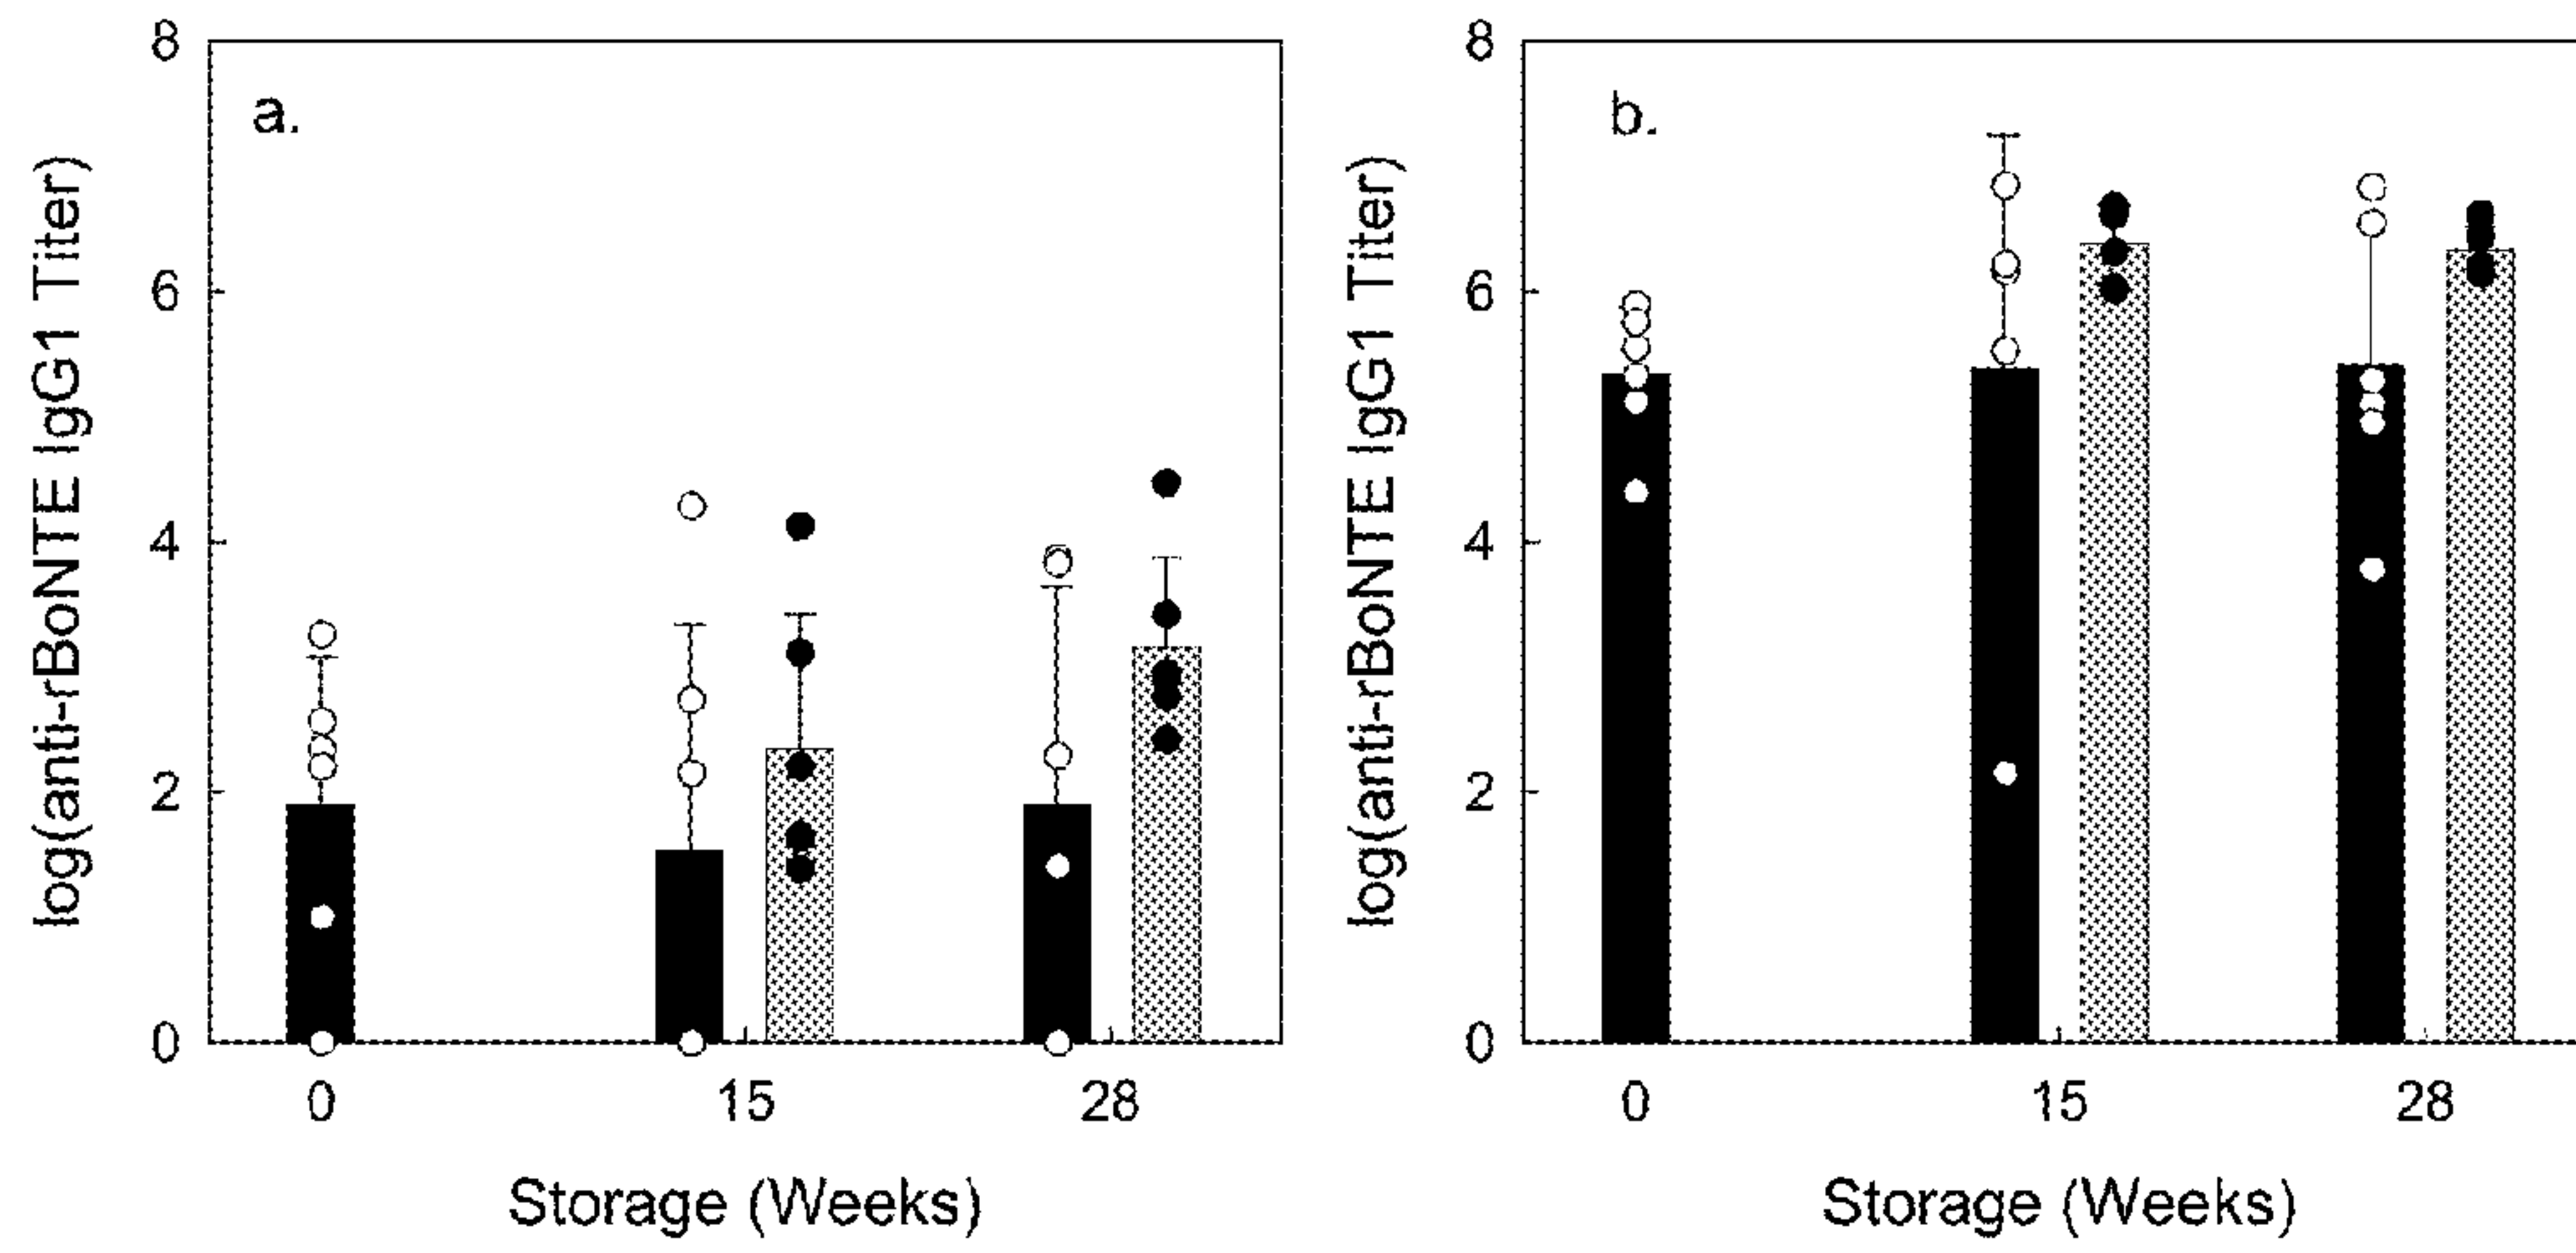 a.
log(anti-rBoNTE IgG1 Titer)
8
6
4
2
0
0 15 28
Storage (Weeks)
b.
log(anti-rBoNTE IgG1 Titer)
8
6
4
2
0
0 15 28
Storage (Weeks)